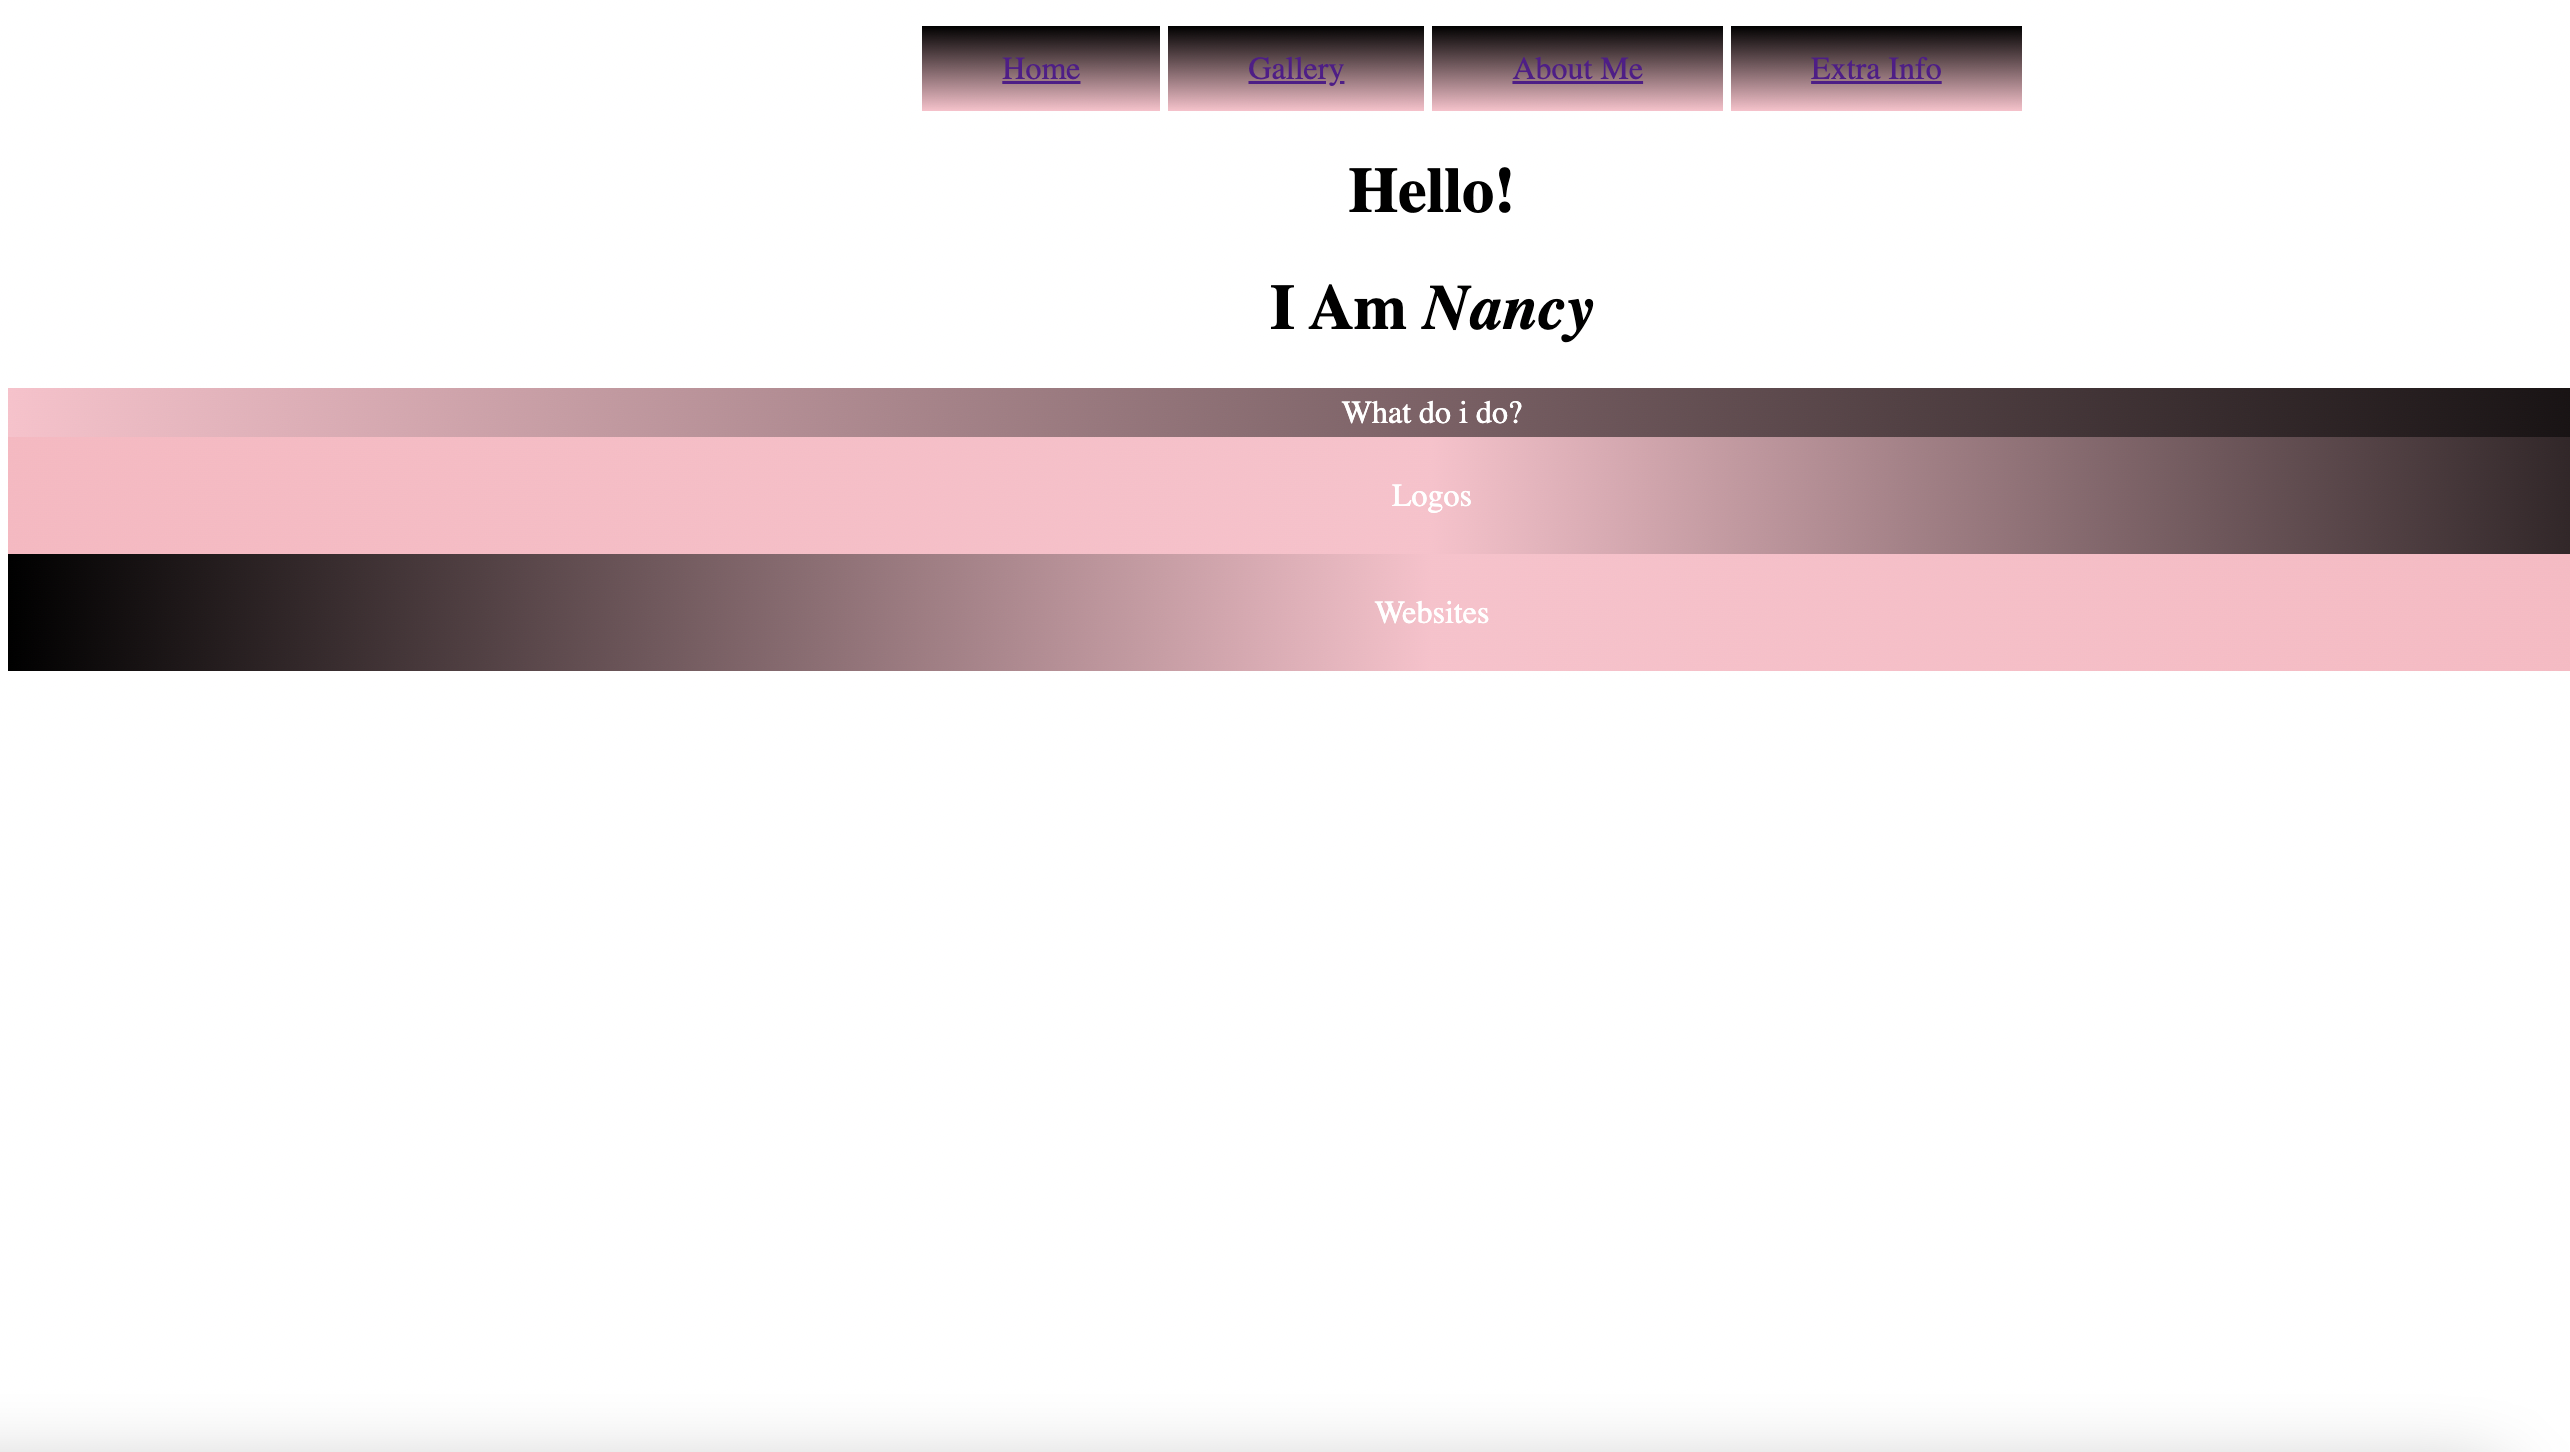 Home Gallery About Me Extra Info
Hello!
I Am Nancy
What do i do?
Logos
Websites